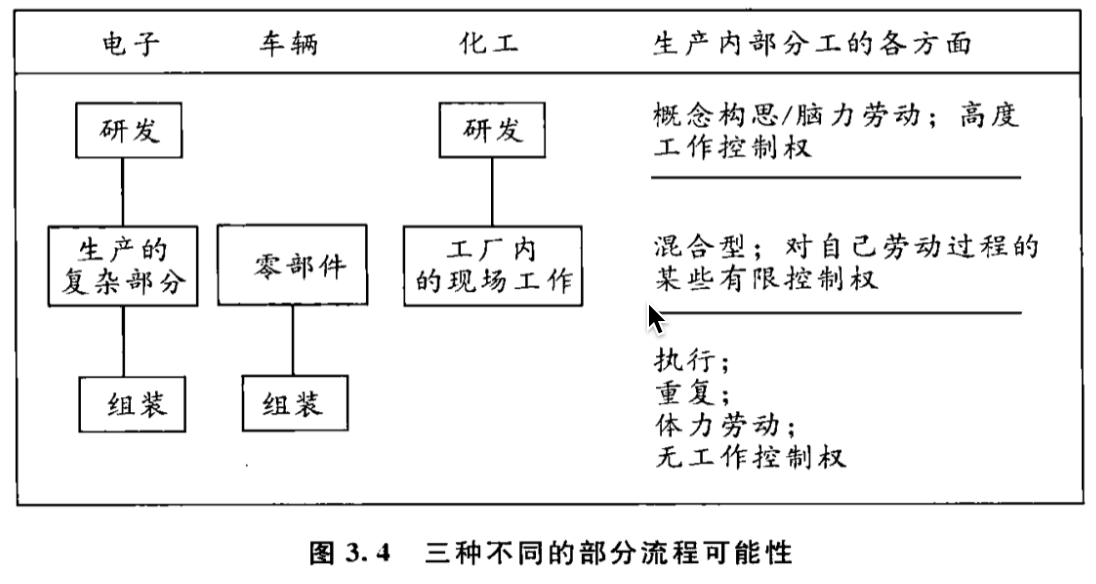 电子 车辆 化工 生产内部分工的各方面
研发 研发 概念构思/脑力劳动；高度
工作控制权
生产的 零部件 工厂内 混合型；对自己劳动过程的
复杂部分 的现场工作 某些有限控制权
组装 组装 执行；
重复；
体力劳动；
无工作控制权
图 3.4 三种不同的部分流程可能性